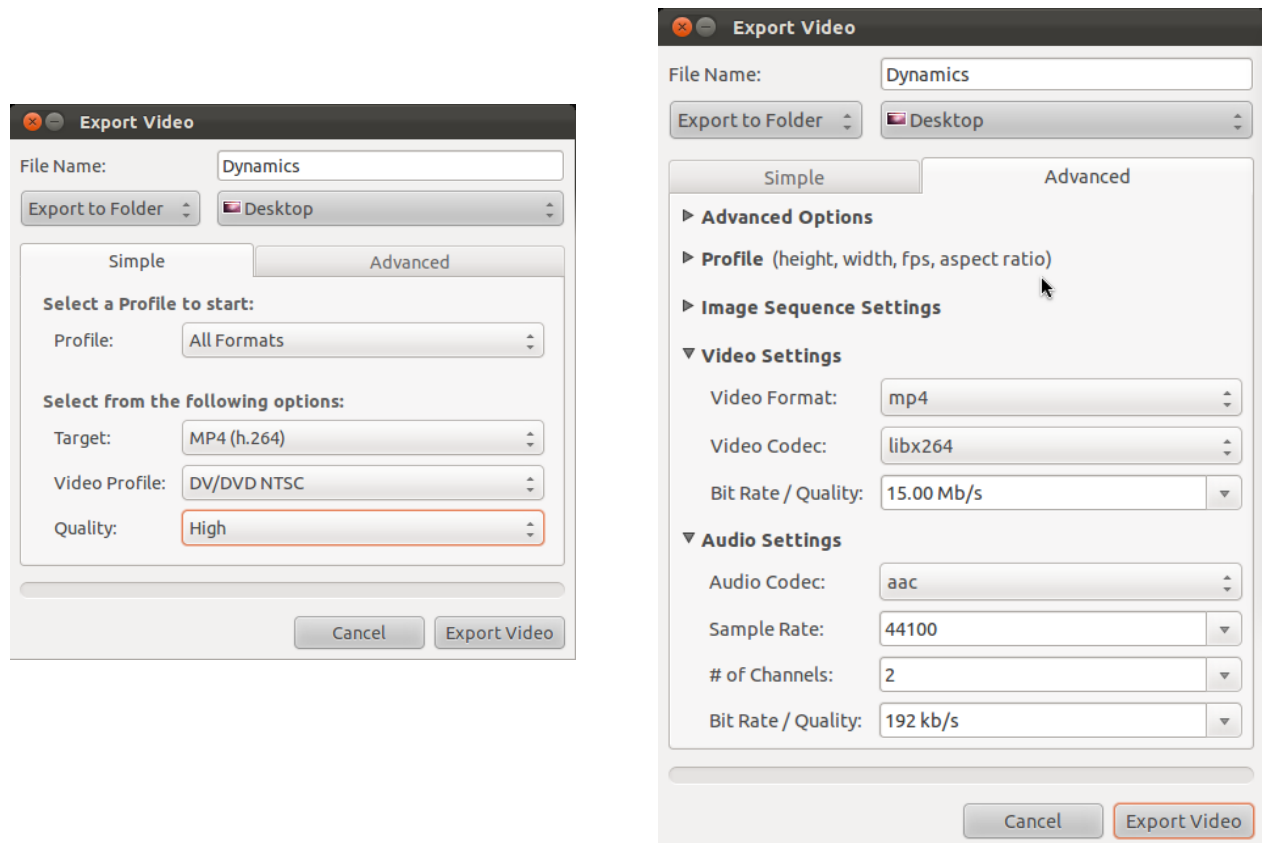 Export Video
File Name: Dynamics
Export to Folder Desktop
Simple Advanced
Select a Profile to start:
Profile: All Formats
Select from the following options:
Target: MP4 (h.264)
Video Profile: DV/DVD NTSC
Quality: High
Cancel Export Video
Export Video
File Name: Dynamics
Export to Folder Desktop
Simple Advanced
Advanced Options
Profile (height, width, fps, aspect ratio)
Image Sequence Settings
Video Settings
Video Format: mp4
Video Codec: libx264
Bit Rate / Quality: 15.00 Mb/s
Audio Settings
Audio Codec: aac
Sample Rate: 44100
# of Channels: 2
Bit Rate / Quality: 192 kb/s
Cancel Export Video